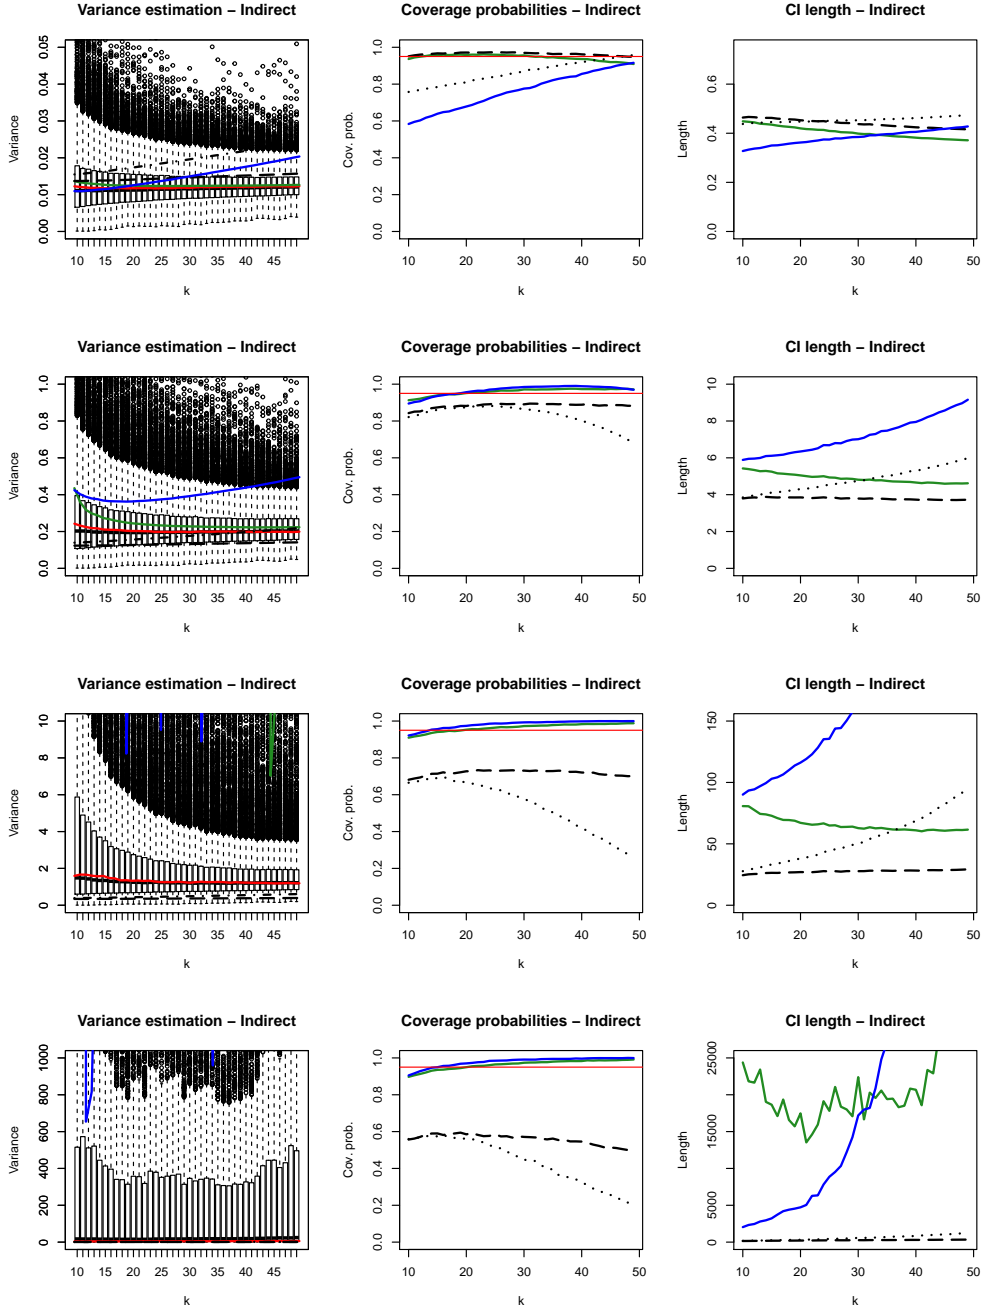 Variance estimation – Indirect
Coverage probabilities – Indirect
CI length – Indirect
Variance
0.00 0.01 0.02 0.03 0.04 0.05
10 15 20 25 30 35 40 45
k
Cov. prob.
0.0 0.2 0.4 0.6 0.8 1.0
10 20 30 40 50
k
Length
0.0 0.2 0.4 0.6
10 20 30 40 50
k
Variance estimation – Indirect
Coverage probabilities – Indirect
CI length – Indirect
Variance
0.0 0.2 0.4 0.6 0.8 1.0
10 15 20 25 30 35 40 45
k
Cov. prob.
0.0 0.2 0.4 0.6 0.8 1.0
10 20 30 40 50
k
Length
0 2 4 6 8 10
10 20 30 40 50
k
Variance estimation – Indirect
Coverage probabilities – Indirect
CI length – Indirect
Variance
0 2 4 6 8 10
10 15 20 25 30 35 40 45
k
Cov. prob.
0.0 0.2 0.4 0.6 0.8 1.0
10 20 30 40 50
k
Length
0 50 100 150
10 20 30 40 50
k
Variance estimation – Indirect
Coverage probabilities – Indirect
CI length – Indirect
Variance
0 200 400 600 800 1000
10 15 20 25 30 35 40 45
k
Cov. prob.
0.0 0.2 0.4 0.6 0.8 1.0
10 20 30 40 50
k
Length
0 5000 15000 25000
10 20 30 40 50
k